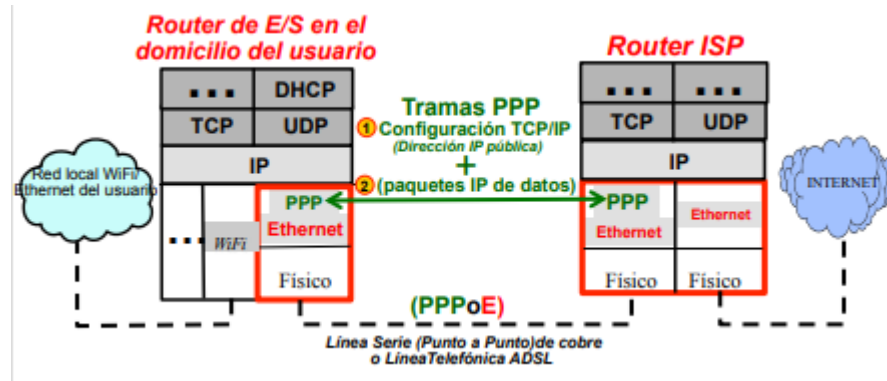 Router de E/S en el
domicilio del usuario
Router ISP
... DHCP
TCP UDP
IP
... WiFi
PPP
Ethernet
Físico
Red local WiFi/
Ethernet del usuario
Tramas PPP
1 Configuración TCP/IP
(Dirección IP pública)
+
2 (paquetes IP de datos)
... ...
TCP UDP
IP
PPP
Ethernet
Ethernet
Físico Físico
INTERNET
(PPPoE)
Línea Serie (Punto a Punto)de cobre
o LíneaTelefónica ADSL